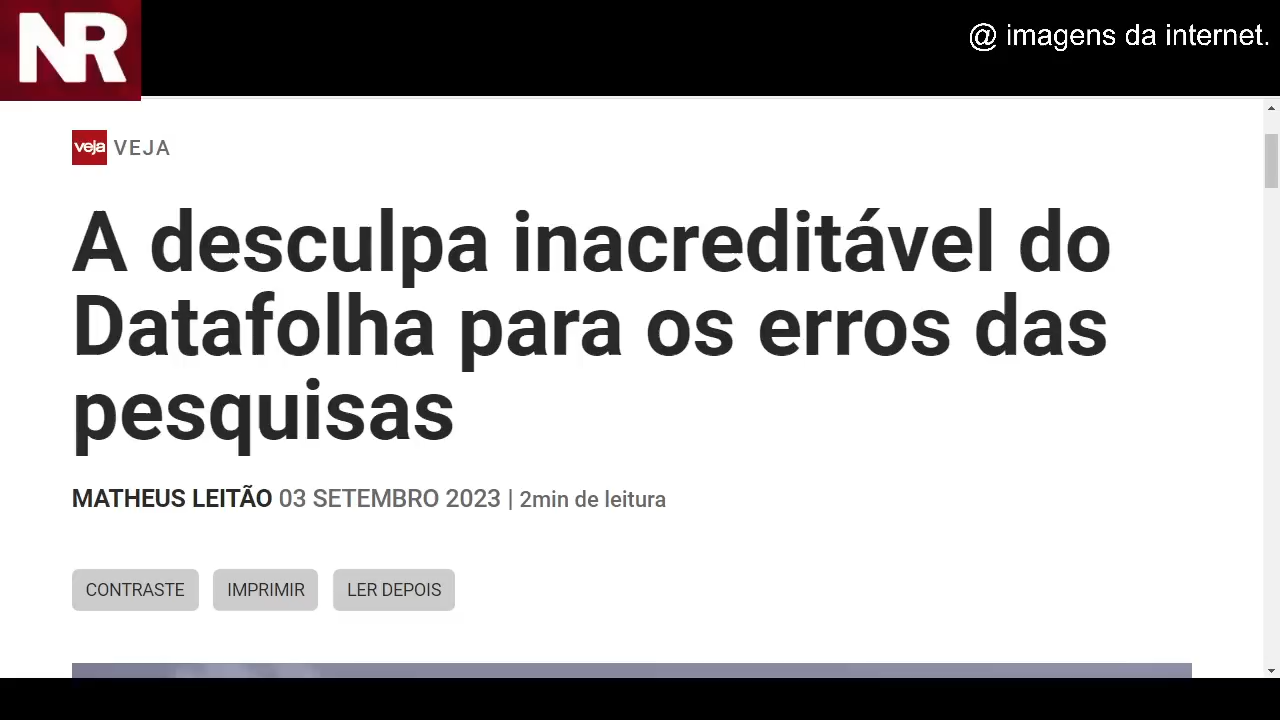 NR
@ imagens da internet.
veja VEJA
A desculpa inacreditável do
Datafolha para os erros das
pesquisas
MATHEUS LEITÃO 03 SETEMBRO 2023 | 2min de leitura
CONTRASTE IMPRIMIR LER DEPOIS